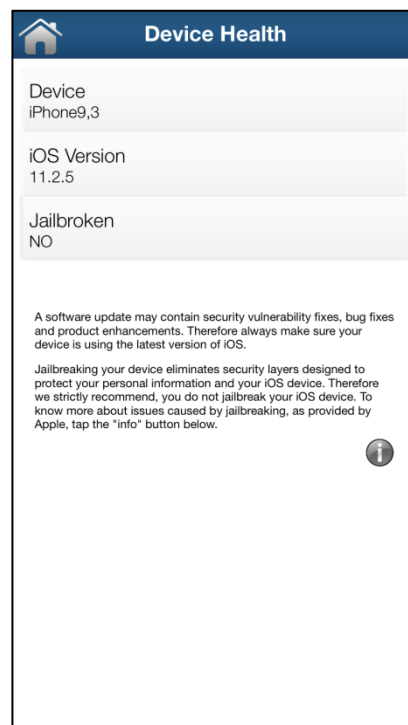 Device Health
Device
iPhone9,3
iOS Version
11.2.5
Jailbroken
NO
A software update may contain security vulnerability fixes, bug fixes
and product enhancements. Therefore always make sure your
device is using the latest version of iOS.
Jailbreaking your device eliminates security layers designed to
protect your personal information and your iOS device. Therefore
we strictly recommend, you do not jailbreak your iOS device. To
know more about issues caused by jailbreaking, as provided by
Apple, tap the "info" button below.
i